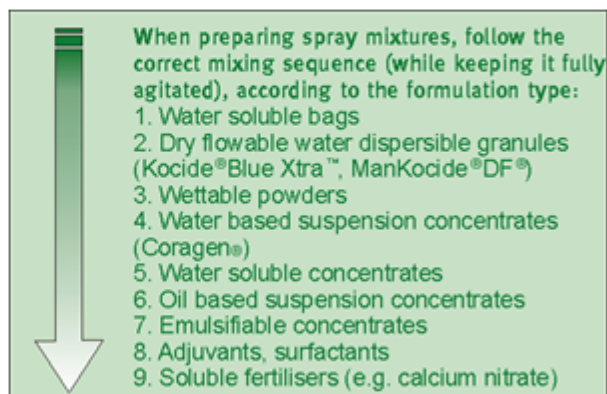 When preparing spray mixtures, follow the
correct mixing sequence (while keeping it fully
agitated), according to the formulation type:
1. Water soluble bags
2. Dry flowable water dispersible granules
(Kocide®Blue Xtra™, ManKocide®DF®)
3. Wettable powders
4. Water based suspension concentrates
(Coragen®)
5. Water soluble concentrates
6. Oil based suspension concentrates
7. Emulsifiable concentrates
8. Adjuvants, surfactants
9. Soluble fertilisers (e.g. calcium nitrate)